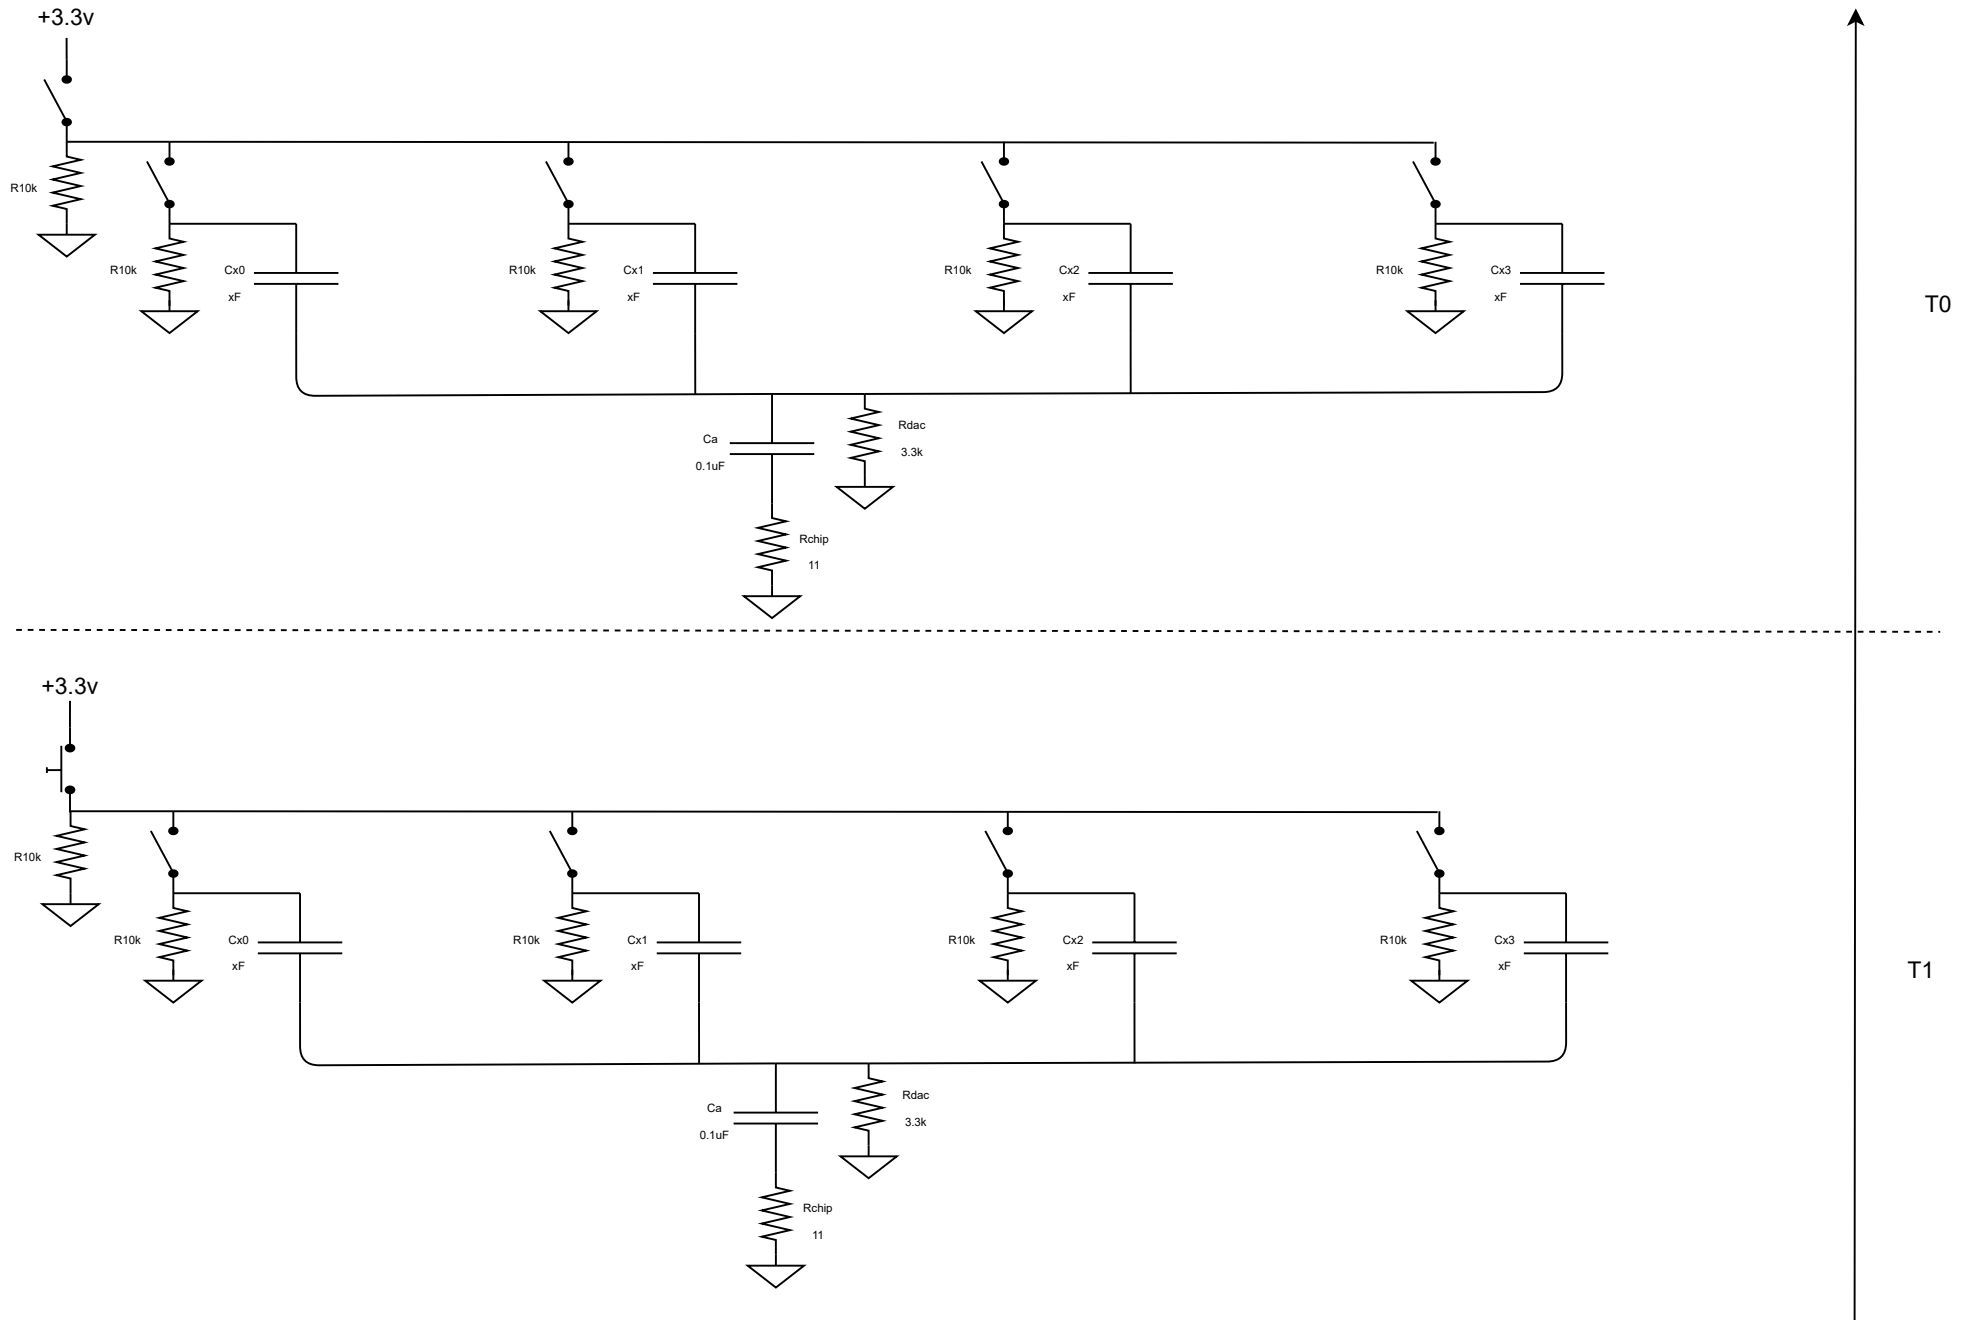 +3.3v
R10k
R10k
Cx0
xF
R10k
Cx1
xF
R10k
Cx2
xF
R10k
Cx3
xF
T0
Ca
0.1uF
Rdac
3.3k
Rchip
11
+3.3v
R10k
R10k
Cx0
xF
R10k
Cx1
xF
R10k
Cx2
xF
R10k
Cx3
xF
T1
Ca
0.1uF
Rdac
3.3k
Rchip
11